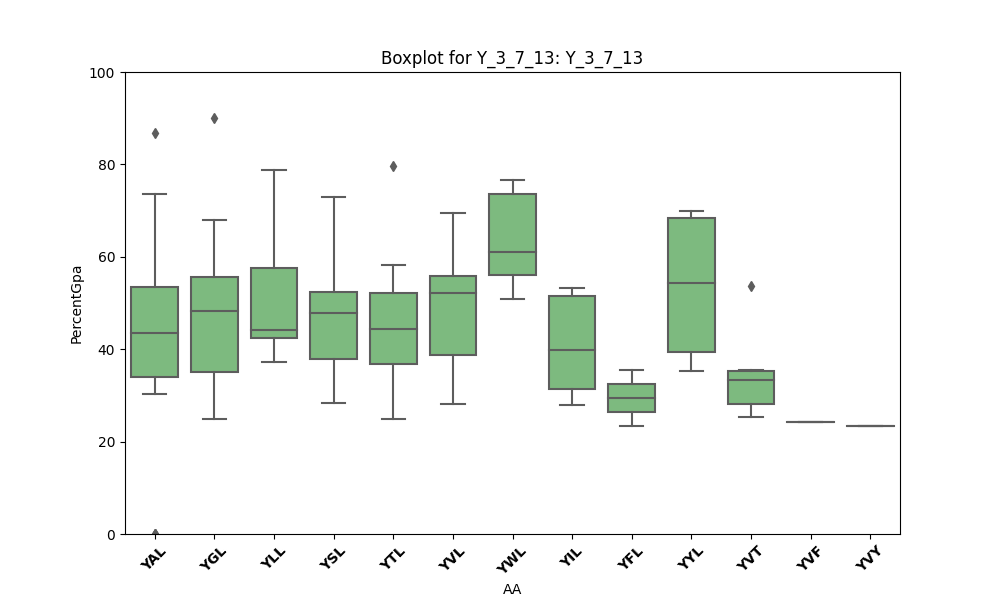 Boxplot for Y_3_7_13: Y_3_7_13
100
80
60
40
20
0
PercentGpa
YAL YGL YLL YSL YTL YVL YWL YIL YFL YYL YVT YVF YVY
AA